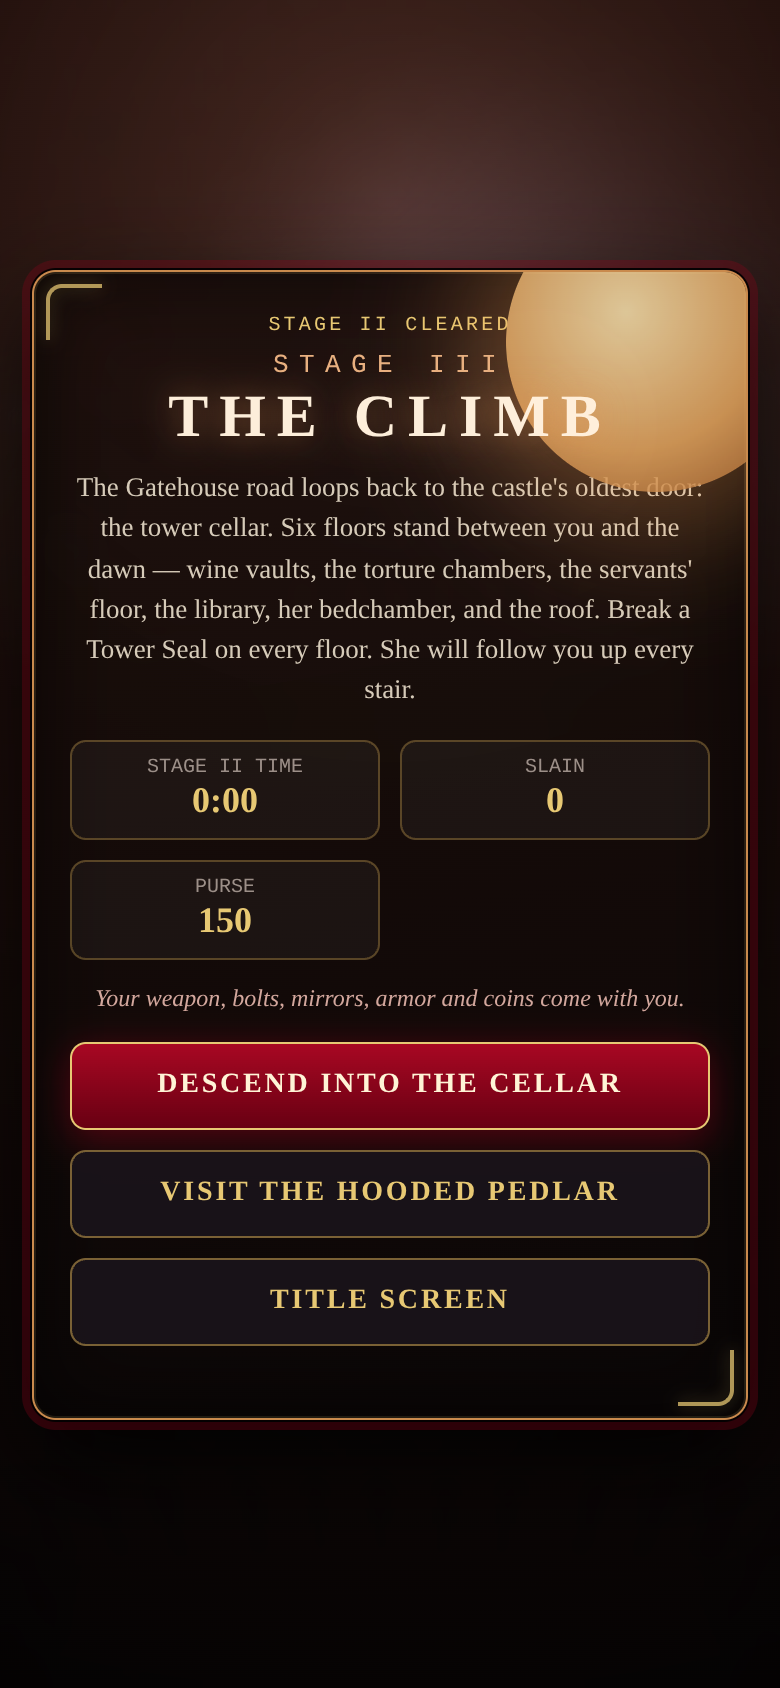 STAGE II CLEARED
STAGE III
THE CLIMB
The Gatehouse road loops back to the castle's oldest door:
the tower cellar. Six floors stand between you and the
dawn — wine vaults, the torture chambers, the servants'
floor, the library, her bedchamber, and the roof. Break a
Tower Seal on every floor. She will follow you up every
stair.
STAGE II TIME
0:00
SLAIN
0
PURSE
150
Your weapon, bolts, mirrors, armor and coins come with you.
DESCEND INTO THE CELLAR
VISIT THE HOODED PEDLAR
TITLE SCREEN